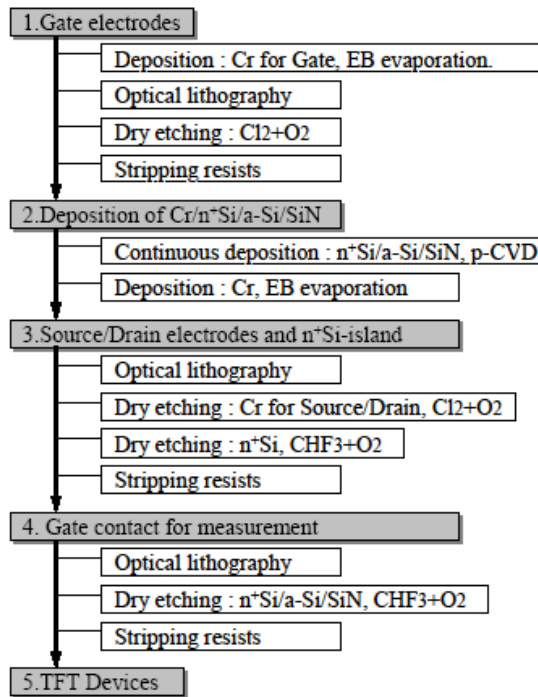 1.Gate electrodes
Deposition : Cr for Gate, EB evaporation.
Optical lithography
Dry etching : Cl2+O2
Stripping resists
2.Deposition of Cr/n⁺Si/a-Si/SiN
Continuous deposition : n⁺Si/a-Si/SiN, p-CVD
Deposition : Cr, EB evaporation
3.Source/Drain electrodes and n⁺Si-island
Optical lithography
Dry etching : Cr for Source/Drain, Cl2+O2
Dry etching : n⁺Si, CHF3+O2
Stripping resists
4. Gate contact for measurement
Optical lithography
Dry etching : n⁺Si/a-Si/SiN, CHF3+O2
Stripping resists
5.TFT Devices